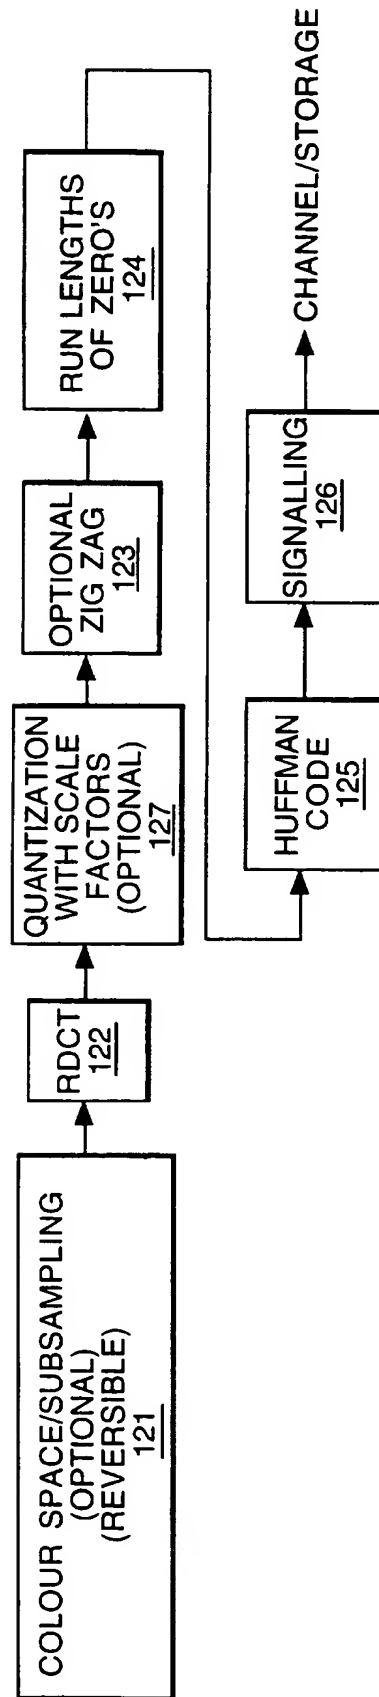 COLOUR SPACE/SUBSAMPLING
(OPTIONAL)
(REVERSIBLE)
121
RDCT
122
QUANTIZATION
WITH SCALE
FACTORS
(OPTIONAL)
127
OPTIONAL
ZIG ZAG
123
RUN LENGTHS
OF ZERO'S
124
HUFFMAN
CODE
125
SIGNALLING
126
CHANNEL/STORAGE